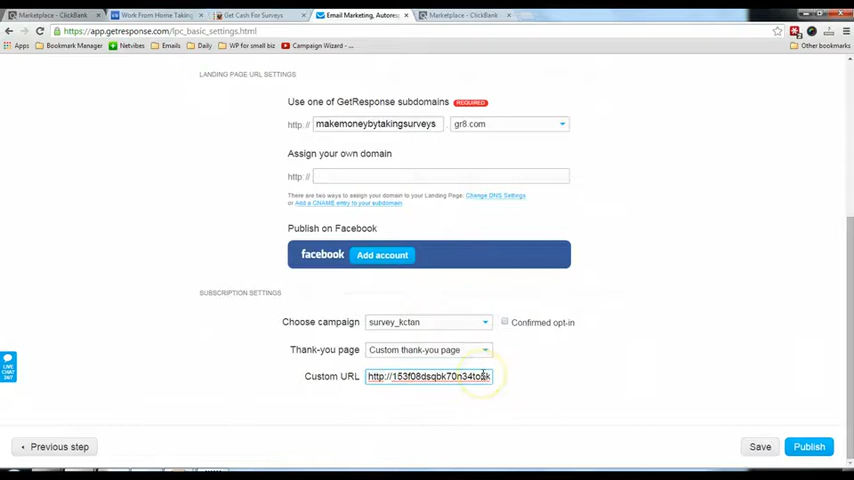 Marketplace - ClickBank
Work From Home Taking
Get Cash For Surveys
Email Marketing, Autores
Marketplace - ClickBank
https://app.getresponse.com/lpc_basic_settings.html
Apps
Bookmark Manager
Netvibes
Emails
Daily
WP for small biz
Campaign Wizard -...
Other bookmarks
LANDING PAGE URL SETTINGS
Use one of GetResponse subdomains REQUIRED
http:// makemoneybytakingsurveys . gr8.com
Assign your own domain
http://
There are two ways to assign your domain to your Landing Page: Change DNS Settings
or Add a CNAME entry to your subdomain
Publish on Facebook
facebook Add account
SUBSCRIPTION SETTINGS
Choose campaign survey_kctan Confirmed opt-in
Thank-you page Custom thank-you page
Custom URL
LIVE
CHAT
24/7
Previous step
Save
Publish